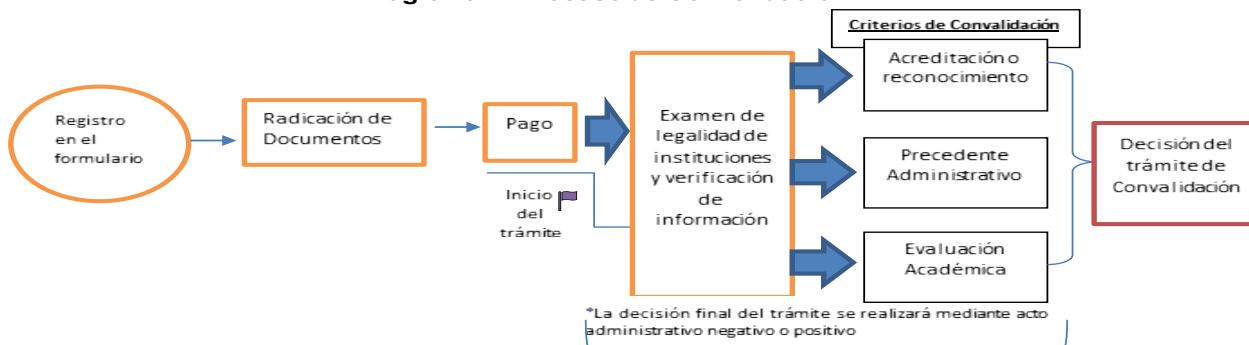 Criterios de Convalidación
Registro
en el
formulario
Radicación de
Documentos
Pago
Inicio
del
trámite
Examen de
legalidad de
instituciones
y verificación
de
información
Acreditación o
reconocimiento
Precedente
Administrativo
Evaluación
Académica
Decisión del
trámite de
Convalidación
*La decisión final del trámite se realizará mediante acto
administrativo negativo o positivo